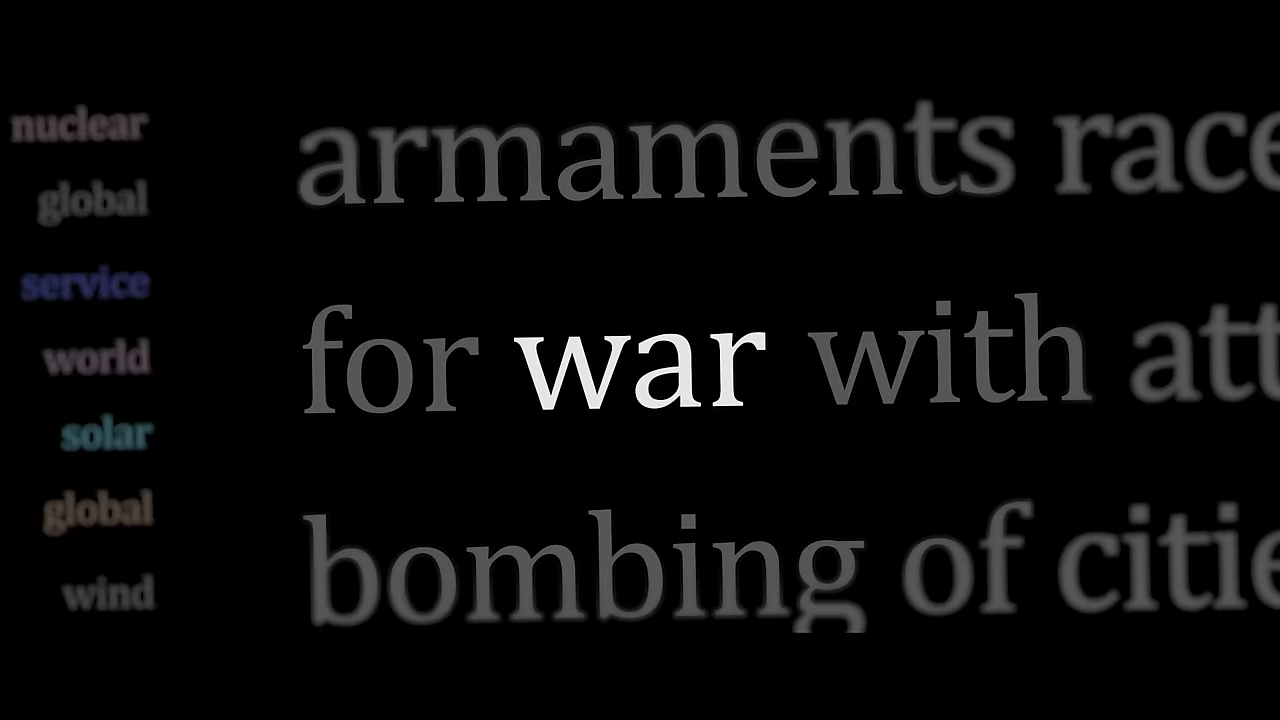 nuclear
global
service
world
solar
global
wind
armaments race
for war with att
bombing of citie